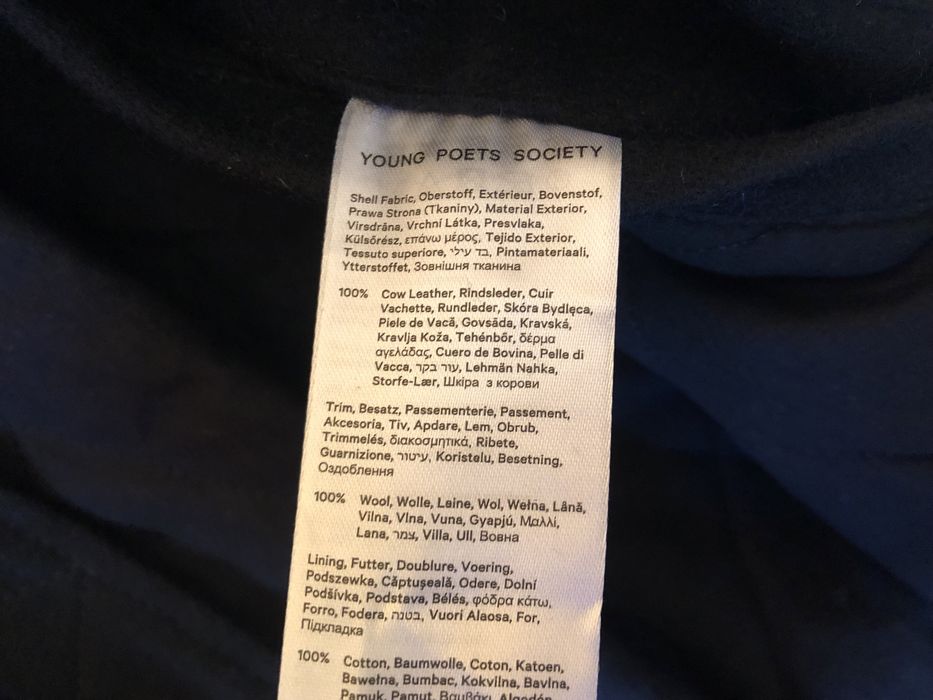 YOUNG POETS SOCIETY
Shell Fabric, Oberstoff, Extérieur, Bovenstof,
Prawa Strona (Tkaniny), Material Exterior,
Virsdrāna, Vrchní Látka, Presvlaka,
Külsőrész, επάνω μέρος, Tejido Exterior,
Tessuto superiore, בד עילי, Pintamateriaali,
Ytterstoffet, Зовнішня тканина
100% Cow Leather, Rindsleder, Cuir
Vachette, Rundleder, Skóra Bydlęca,
Piele de Vacă, Govsāda, Kravská,
Kravlja Koža, Tehénbőr, δέρμα
αγελάδας, Cuero de Bovina, Pelle di
Vacca, עור בקר, Lehmän Nahka,
Storfe-Lær, Шкіра з корови
Trim, Besatz, Passementerie, Passement,
Akcesoria, Tiv, Apdare, Lem, Obrub,
Trimmelés, διακοσμητικά, Ribete,
Guarnizione, עיטור, Koristelu, Besetning,
Оздоблення
100% Wool, Wolle, Laine, Wol, Wełna, Lână,
Vilna, Vlna, Vuna, Gyapjú, Μαλλί,
Lana, צמר, Villa, Ull, Вовна
Lining, Futter, Doublure, Voering,
Podszewka, Căptușeală, Odere, Dolní
Podšívka, Podstava, Bélés, φόδρα κάτω,
Forro, Fodera, בטנה, Vuori Alaosa, For,
Підкладка
100% Cotton, Baumwolle, Coton, Katoen,
Bawełna, Bumbac, Kokvilna, Bavlna,
Pamuk, Pamut, Βαμβάκι, Algodón